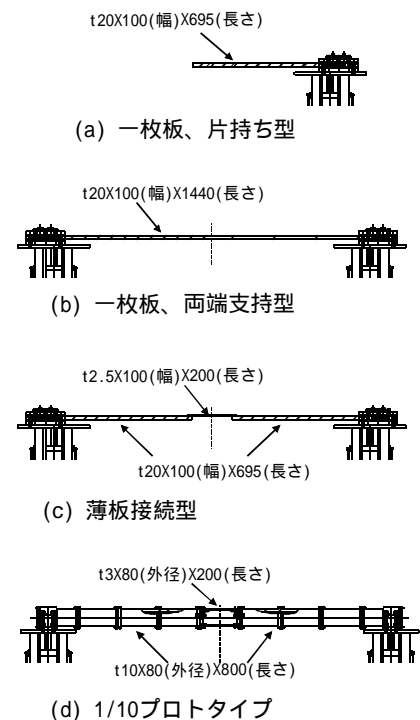 t20X100(幅)X695(長さ)
(a) 一枚板、片持ち型
t20X100(幅)X1440(長さ)
(b) 一枚板、両端支持型
t2.5X100(幅)X200(長さ)
t20X100(幅)X695(長さ)
(c) 薄板接続型
t3X80(外径)X200(長さ)
t10X80(外径)X800(長さ)
(d) 1/10プロトタイプ